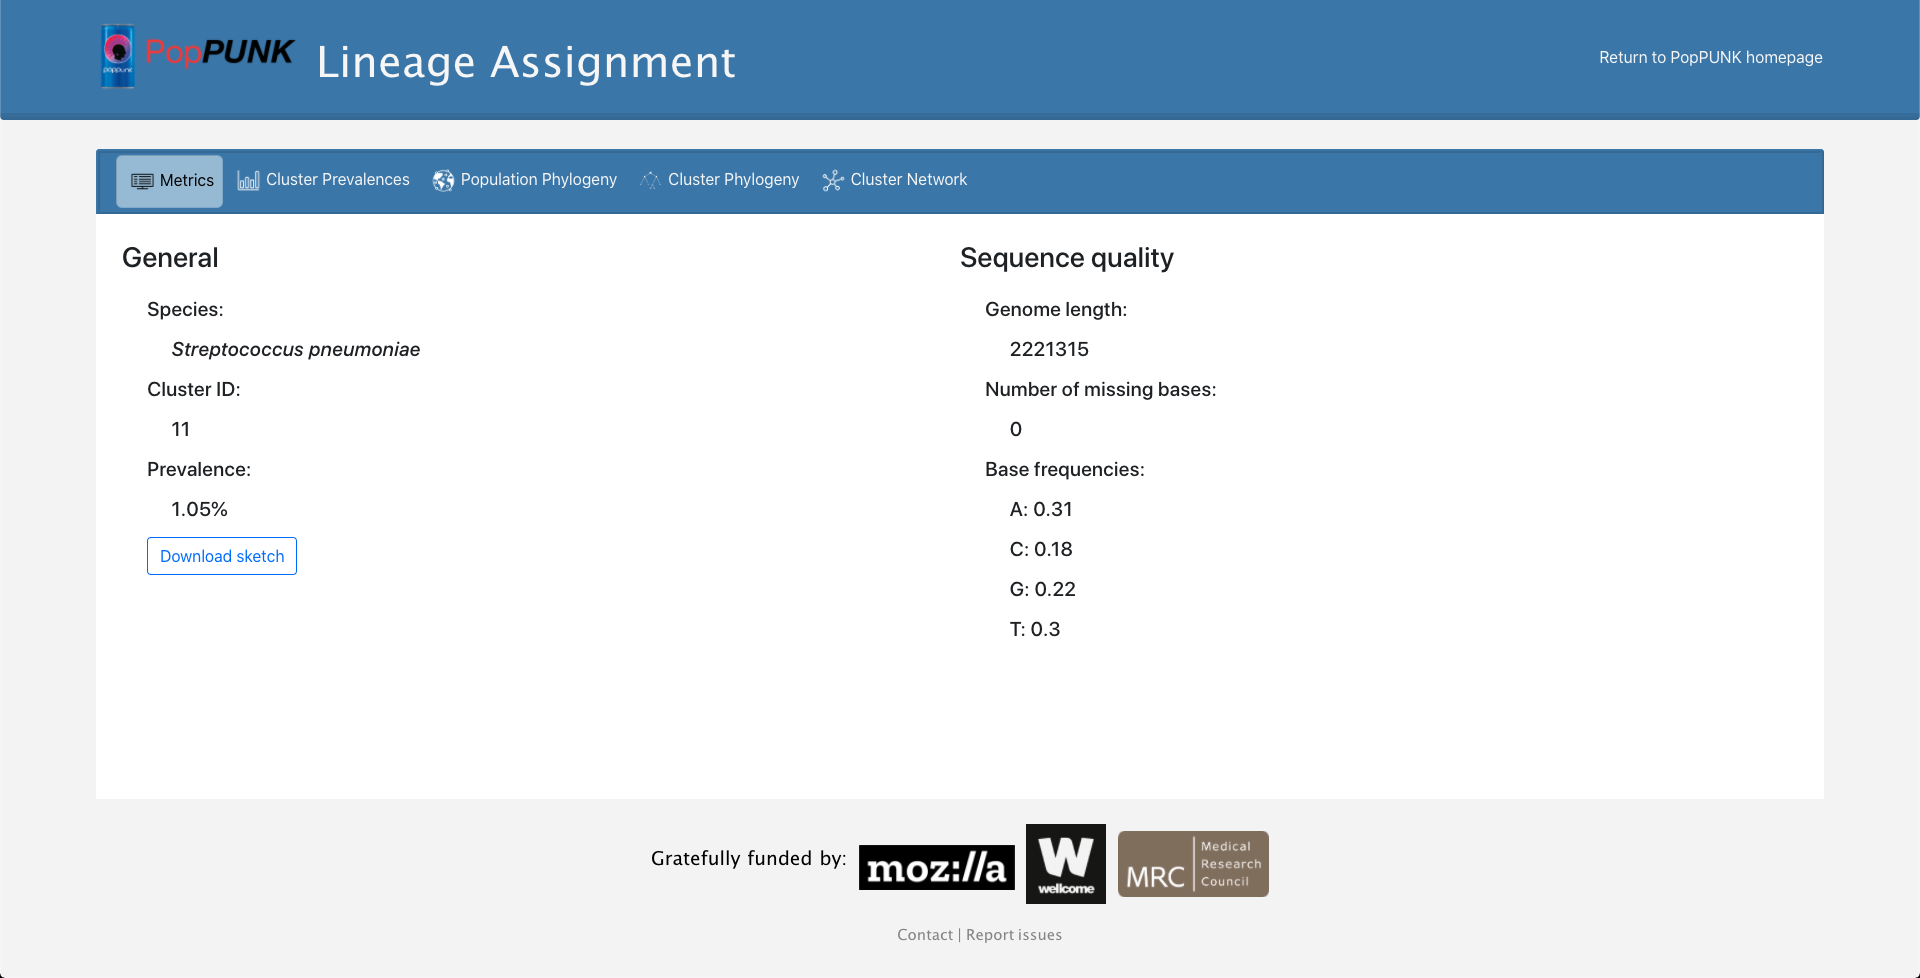 poppunk
PopPUNK
Lineage Assignment
Return to PopPUNK homepage
Metrics
Cluster Prevalences
Population Phylogeny
Cluster Phylogeny
Cluster Network
General
Species:
Streptococcus pneumoniae
Cluster ID:
11
Prevalence:
1.05%
Download sketch
Sequence quality
Genome length:
2221315
Number of missing bases:
0
Base frequencies:
A: 0.31
C: 0.18
G: 0.22
T: 0.3
Gratefully funded by:
moz://a
W
wellcome
MRC
Medical
Research
Council
Contact | Report issues